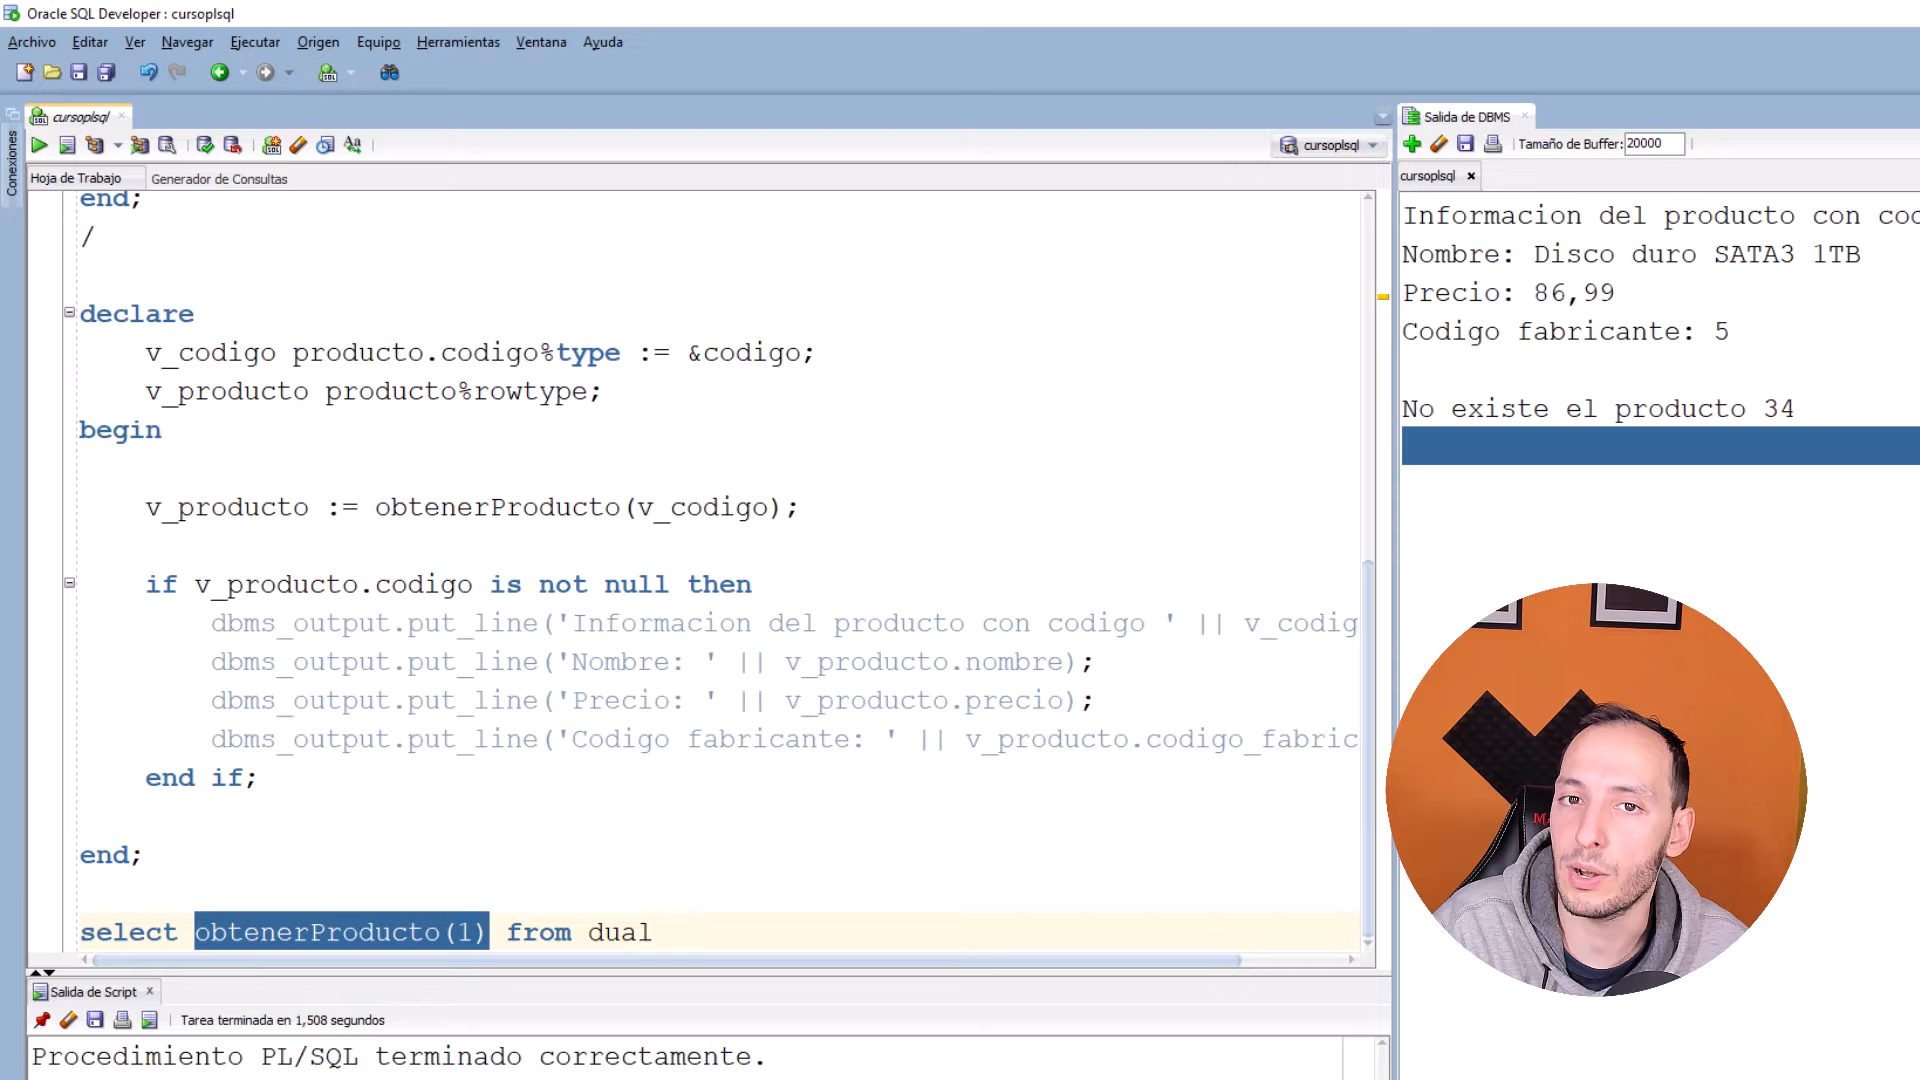 Oracle SQL Developer : cursoplsql
Archivo Editar Ver Navegar Ejecutar Origen Equipo Herramientas Ventana Ayuda
cursoplsql
Conexiones
cursoplsql
Hoja de Trabajo Generador de Consultas
end;
/
declare
v_codigo producto.codigo%type := &codigo;
v_producto producto%rowtype;
begin
v_producto := obtenerProducto(v_codigo);
if v_producto.codigo is not null then
dbms_output.put_line('Informacion del producto con codigo ' || v_codig
dbms_output.put_line('Nombre: ' || v_producto.nombre);
dbms_output.put_line('Precio: ' || v_producto.precio);
dbms_output.put_line('Codigo fabricante: ' || v_producto.codigo_fabric
end if;
end;
select obtenerProducto(1) from dual
Salida de Script
Tarea terminada en 1,508 segundos
Procedimiento PL/SQL terminado correctamente.
Salida de DBMS
Tamaño de Buffer: 20000
cursoplsql
Informacion del producto con cod
Nombre: Disco duro SATA3 1TB
Precio: 86,99
Codigo fabricante: 5
No existe el producto 34